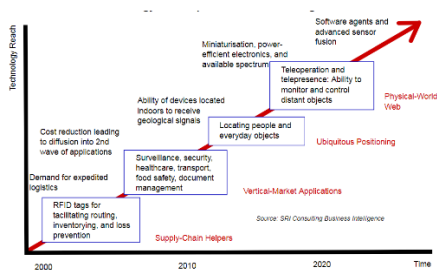 Software agents and
advanced sensor
fusion
Miniaturisation, power-
efficient electronics, and
available spectrum
Teleoperation and
telepresence: Ability to
monitor and control
distant objects
Physical-World
Web
Ability of devices located
indoors to receive
geological signals
Locating people and
everyday objects
Ubiquitous Positioning
Cost reduction leading
to diffusion into 2nd
wave of applications
Surveillance, security,
healthcare, transport,
food safety, document
management
Vertical-Market Applications
Demand for expedited
logistics
RFID tags for
facilitating routing,
inventorying, and loss
prevention
Supply-Chain Helpers
Source: SRI Consulting Business Intelligence
Technology Reach
2000
2010
2020
Time